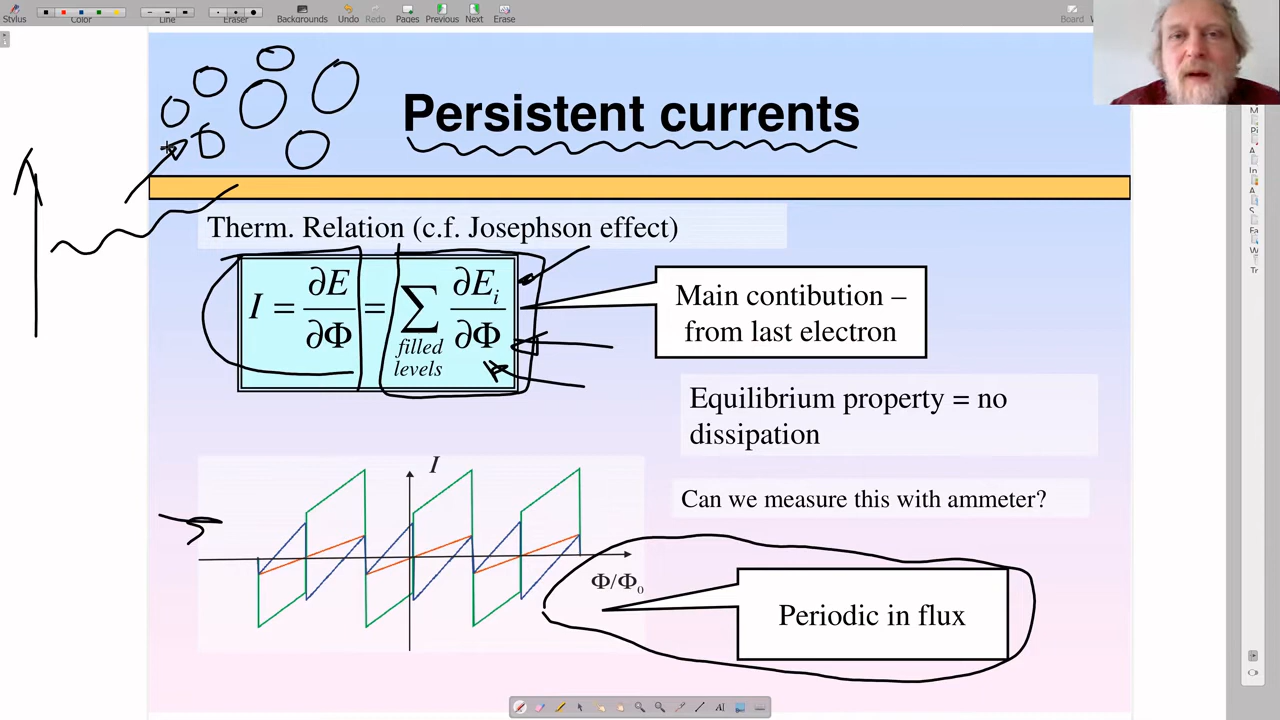 Stylus
Color
Line
Eraser
Backgrounds
Undo
Redo
Pages
Previous
Next
Erase
Board
Persistent currents
Therm. Relation (c.f. Josephson effect)
I = ∂E/∂Φ = ∑ ∂Eᵢ/∂Φ
filled
levels
Main contibution –
from last electron
Equilibrium property = no
dissipation
Can we measure this with ammeter?
I
Φ/Φ₀
Periodic in flux